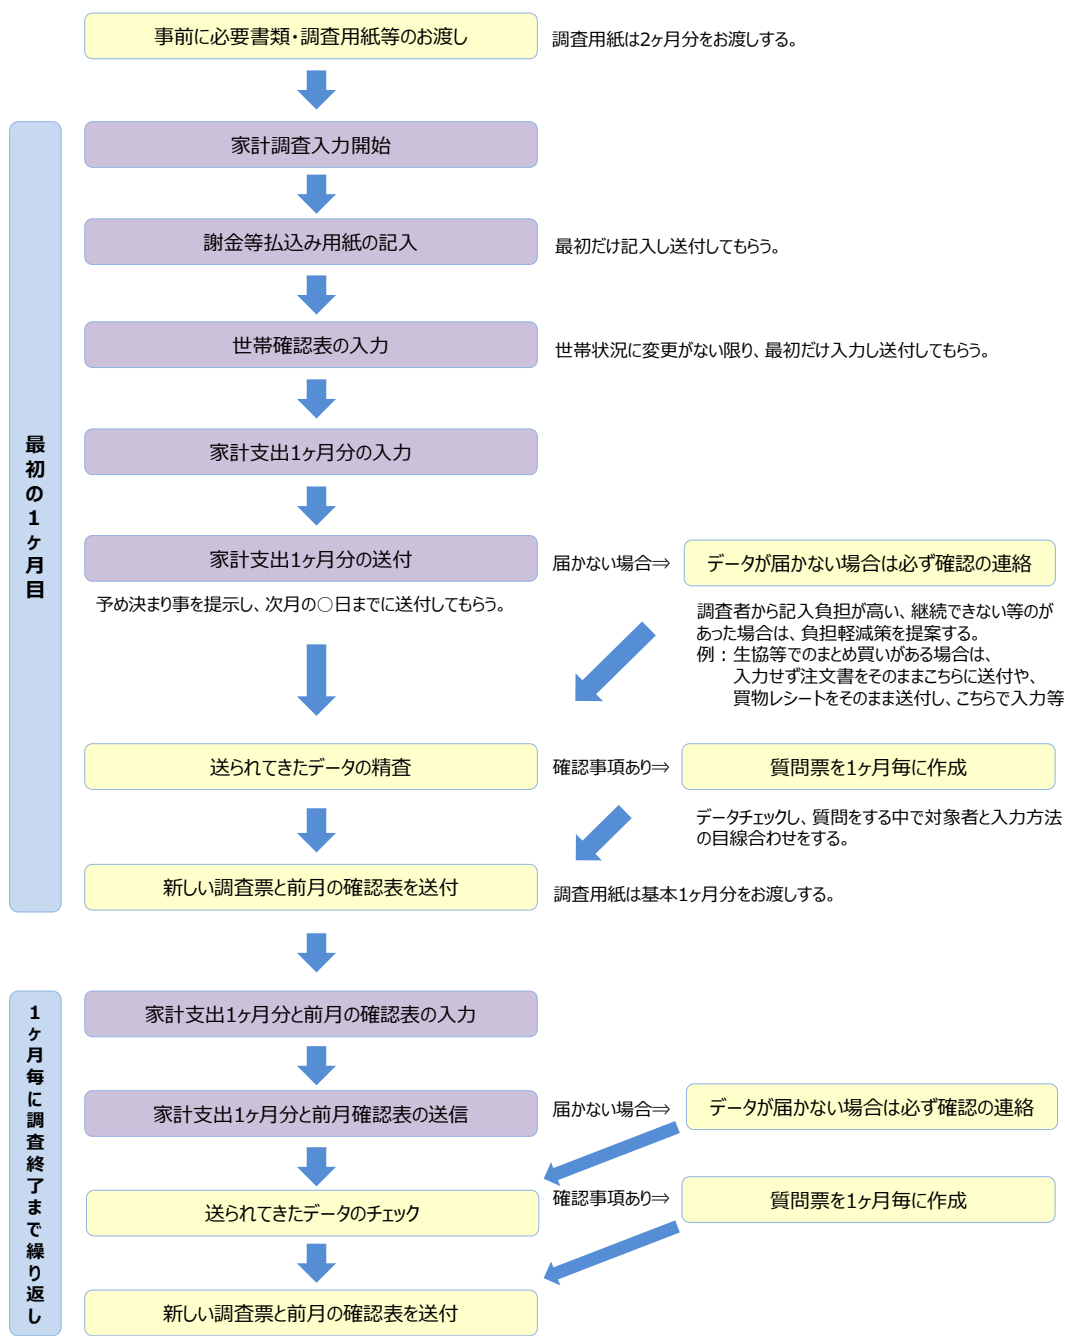 事前に必要書類・調査用紙等のお渡し
調査用紙は2ヶ月分をお渡しする。
最初の1ヶ月目
家計調査入力開始
謝金等払込み用紙の記入
最初だけ記入し送付してもらう。
世帯確認表の入力
世帯状況に変更がない限り、最初だけ入力し送付してもらう。
家計支出1ヶ月分の入力
家計支出1ヶ月分の送付
届かない場合⇒
データが届かない場合は必ず確認の連絡
予め決まり事を提示し、次月の○日までに送付してもらう。
調査者から記入負担が高い、継続できない等のが
あった場合は、負担軽減策を提案する。
例：生協等でのまとめ買いがある場合は、
入力せず注文書をそのままこちらに送付や、
買物レシートをそのまま送付し、こちらで入力等
送られてきたデータの精査
確認事項あり⇒
質問票を1ヶ月毎に作成
データチェックし、質問をする中で対象者と入力方法
の目線合わせをする。
新しい調査票と前月の確認表を送付
調査用紙は基本1ヶ月分をお渡しする。
1ヶ月毎に調査終了まで繰り返し
家計支出1ヶ月分と前月の確認表の入力
家計支出1ヶ月分と前月確認表の送信
届かない場合⇒
データが届かない場合は必ず確認の連絡
送られてきたデータのチェック
確認事項あり⇒
質問票を1ヶ月毎に作成
新しい調査票と前月の確認表を送付